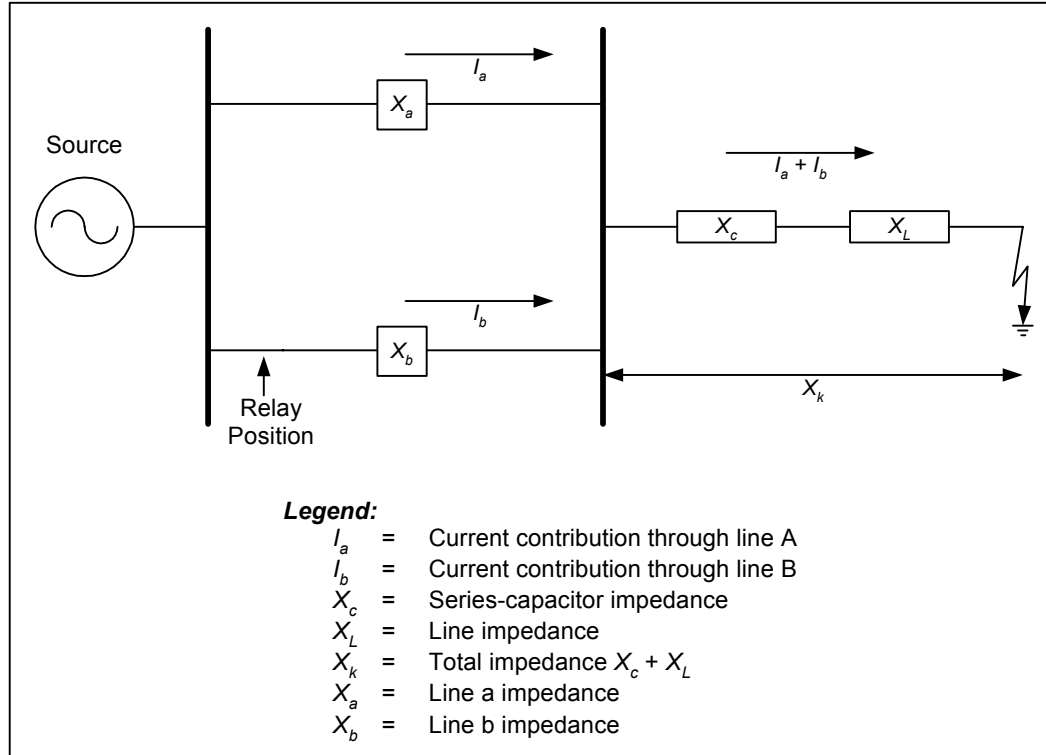 I_a
X_a
Source
I_a + I_b
X_c
X_L
I_b
X_b
X_k
Relay
Position
Legend:
I_a = Current contribution through line A
I_b = Current contribution through line B
X_c = Series-capacitor impedance
X_L = Line impedance
X_k = Total impedance X_c + X_L
X_a = Line a impedance
X_b = Line b impedance